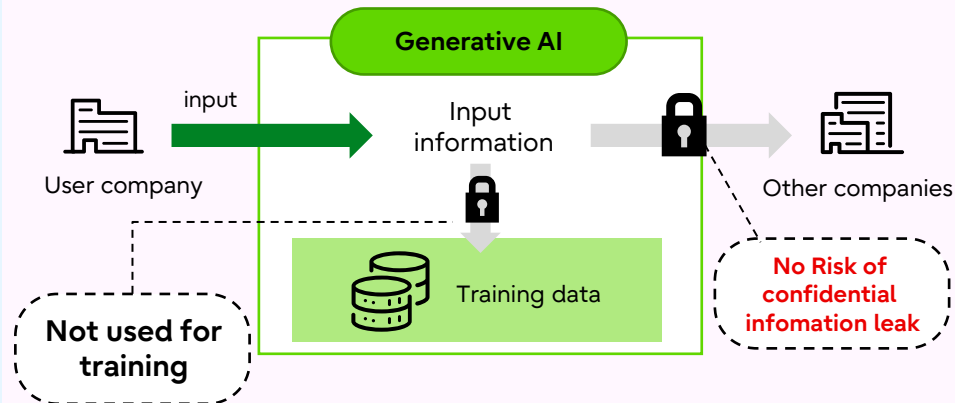 Generative AI
input
Input
information
User company
Other companies
No Risk of
confidential
infomation leak
Training data
Not used for
training